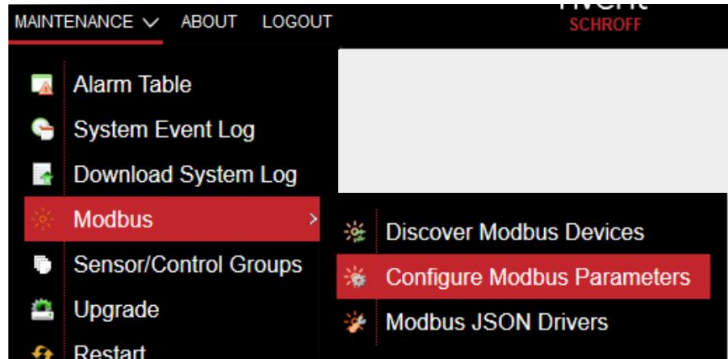 MAINTENANCE ABOUT LOGOUT
SCHROFF
Alarm Table
System Event Log
Download System Log
Modbus
Sensor/Control Groups
Upgrade
Restart
Discover Modbus Devices
Configure Modbus Parameters
Modbus JSON Drivers